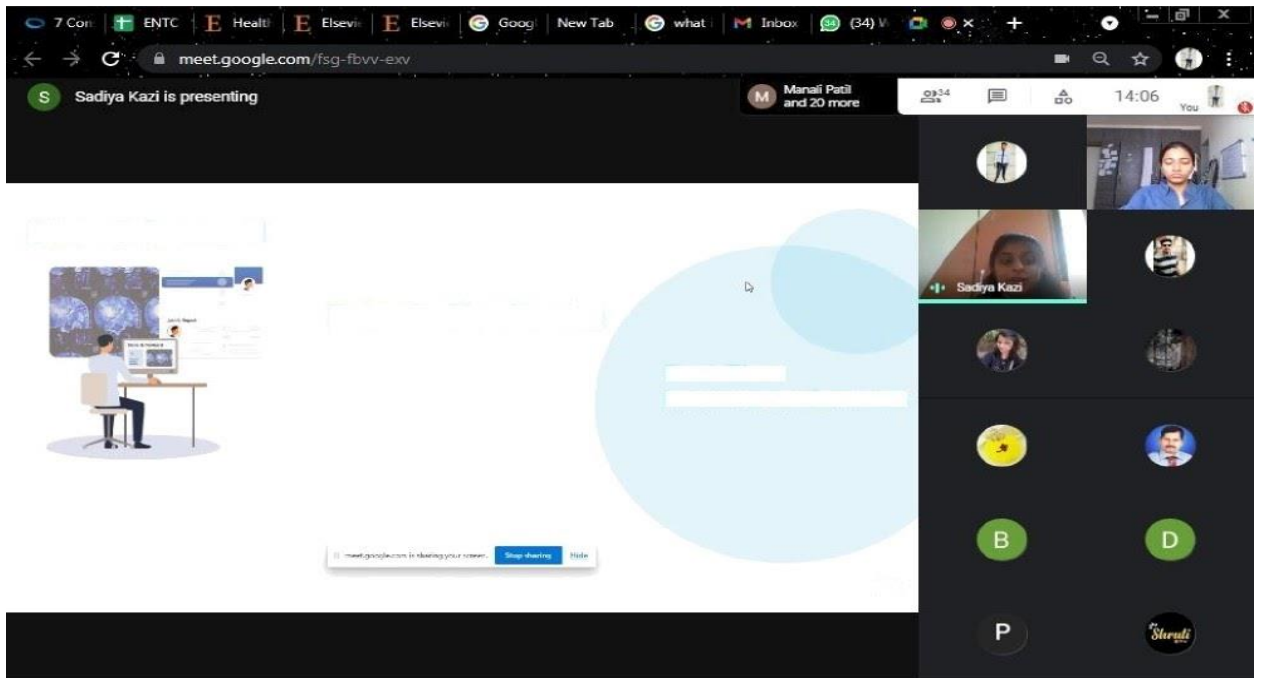 7 Con ENTC Healt Elsevi Elsevi Goog New Tab what Inbox (34) W
meet.google.com/fsg-fbvv-exv
S Sadiya Kazi is presenting
M Manali Patil
and 20 more
34
14:06
You
Sadiya Kazi
B D
meet.google.com is sharing your screen. Stop sharing Hide
P Shruti